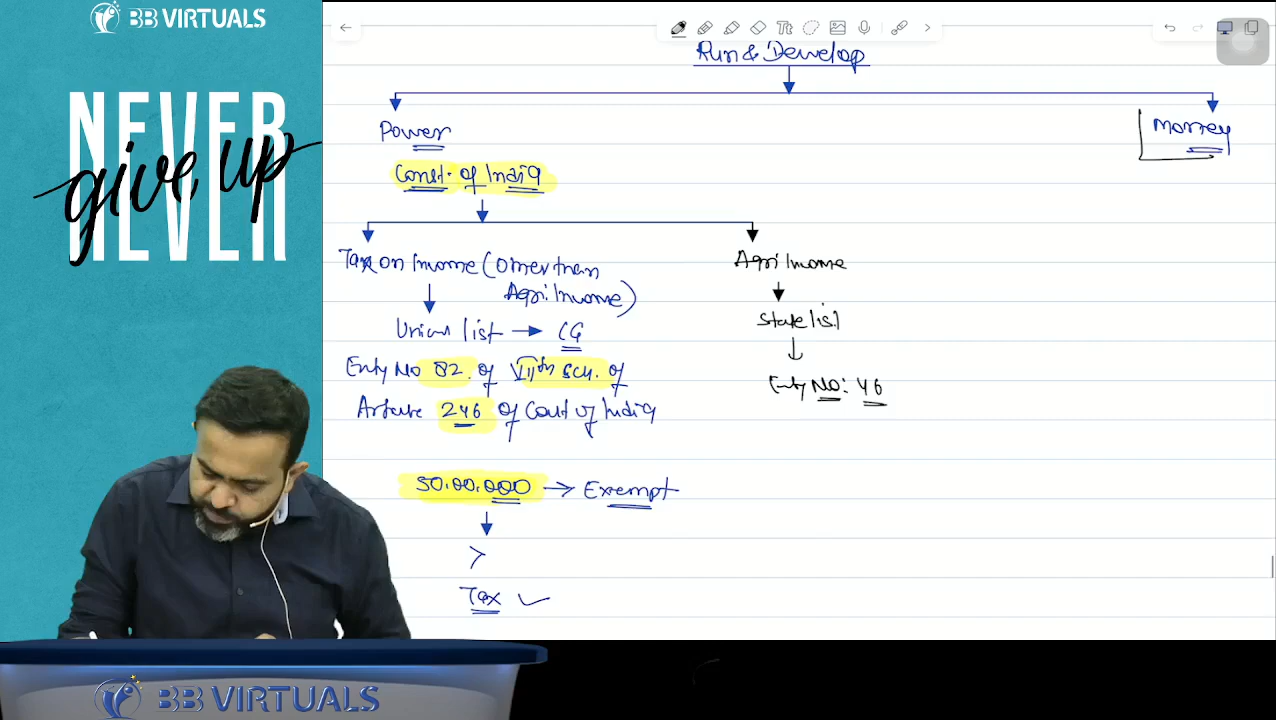 BB VIRTUALS
NEVER
give up
NEVER
Run & Develop
Power
Money
Const. of India
Tax on Income (other than
Agri Income)
Agri Income
Union list → CG
State list
Entry No 82. of VIIth Sch. of
Entry No: 46
Article 246 of Const of India
50,00,000 → Exempt
>
Tax ✓
BB VIRTUALS